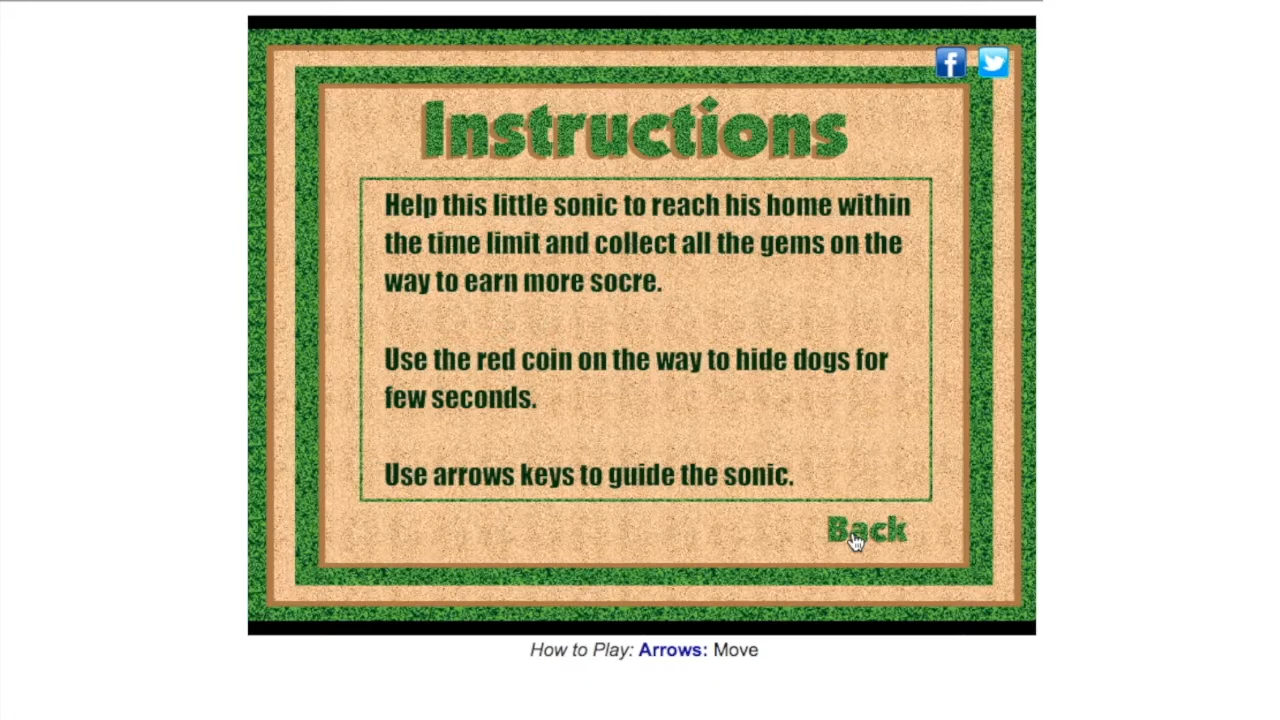 Instructions
Help this little sonic to reach his home within
the time limit and collect all the gems on the
way to earn more socre.
Use the red coin on the way to hide dogs for
few seconds.
Use arrows keys to guide the sonic.
Back
How to Play: Arrows: Move